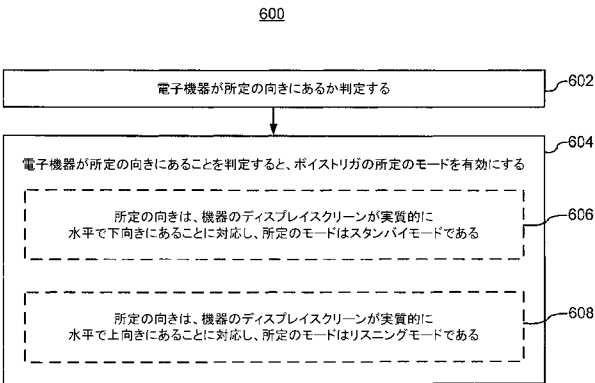 600
電子機器が所定の向きにあるか判定する
602
604
電子機器が所定の向きにあることを判定すると、ボイストリガの所定のモードを有効にする
所定の向きは、機器のディスプレイスクリーンが実質的に
水平で下向きにあることに対応し、所定のモードはスタンバイモードである
606
所定の向きは、機器のディスプレイスクリーンが実質的に
水平で上向きにあることに対応し、所定のモードはリスニングモードである
608